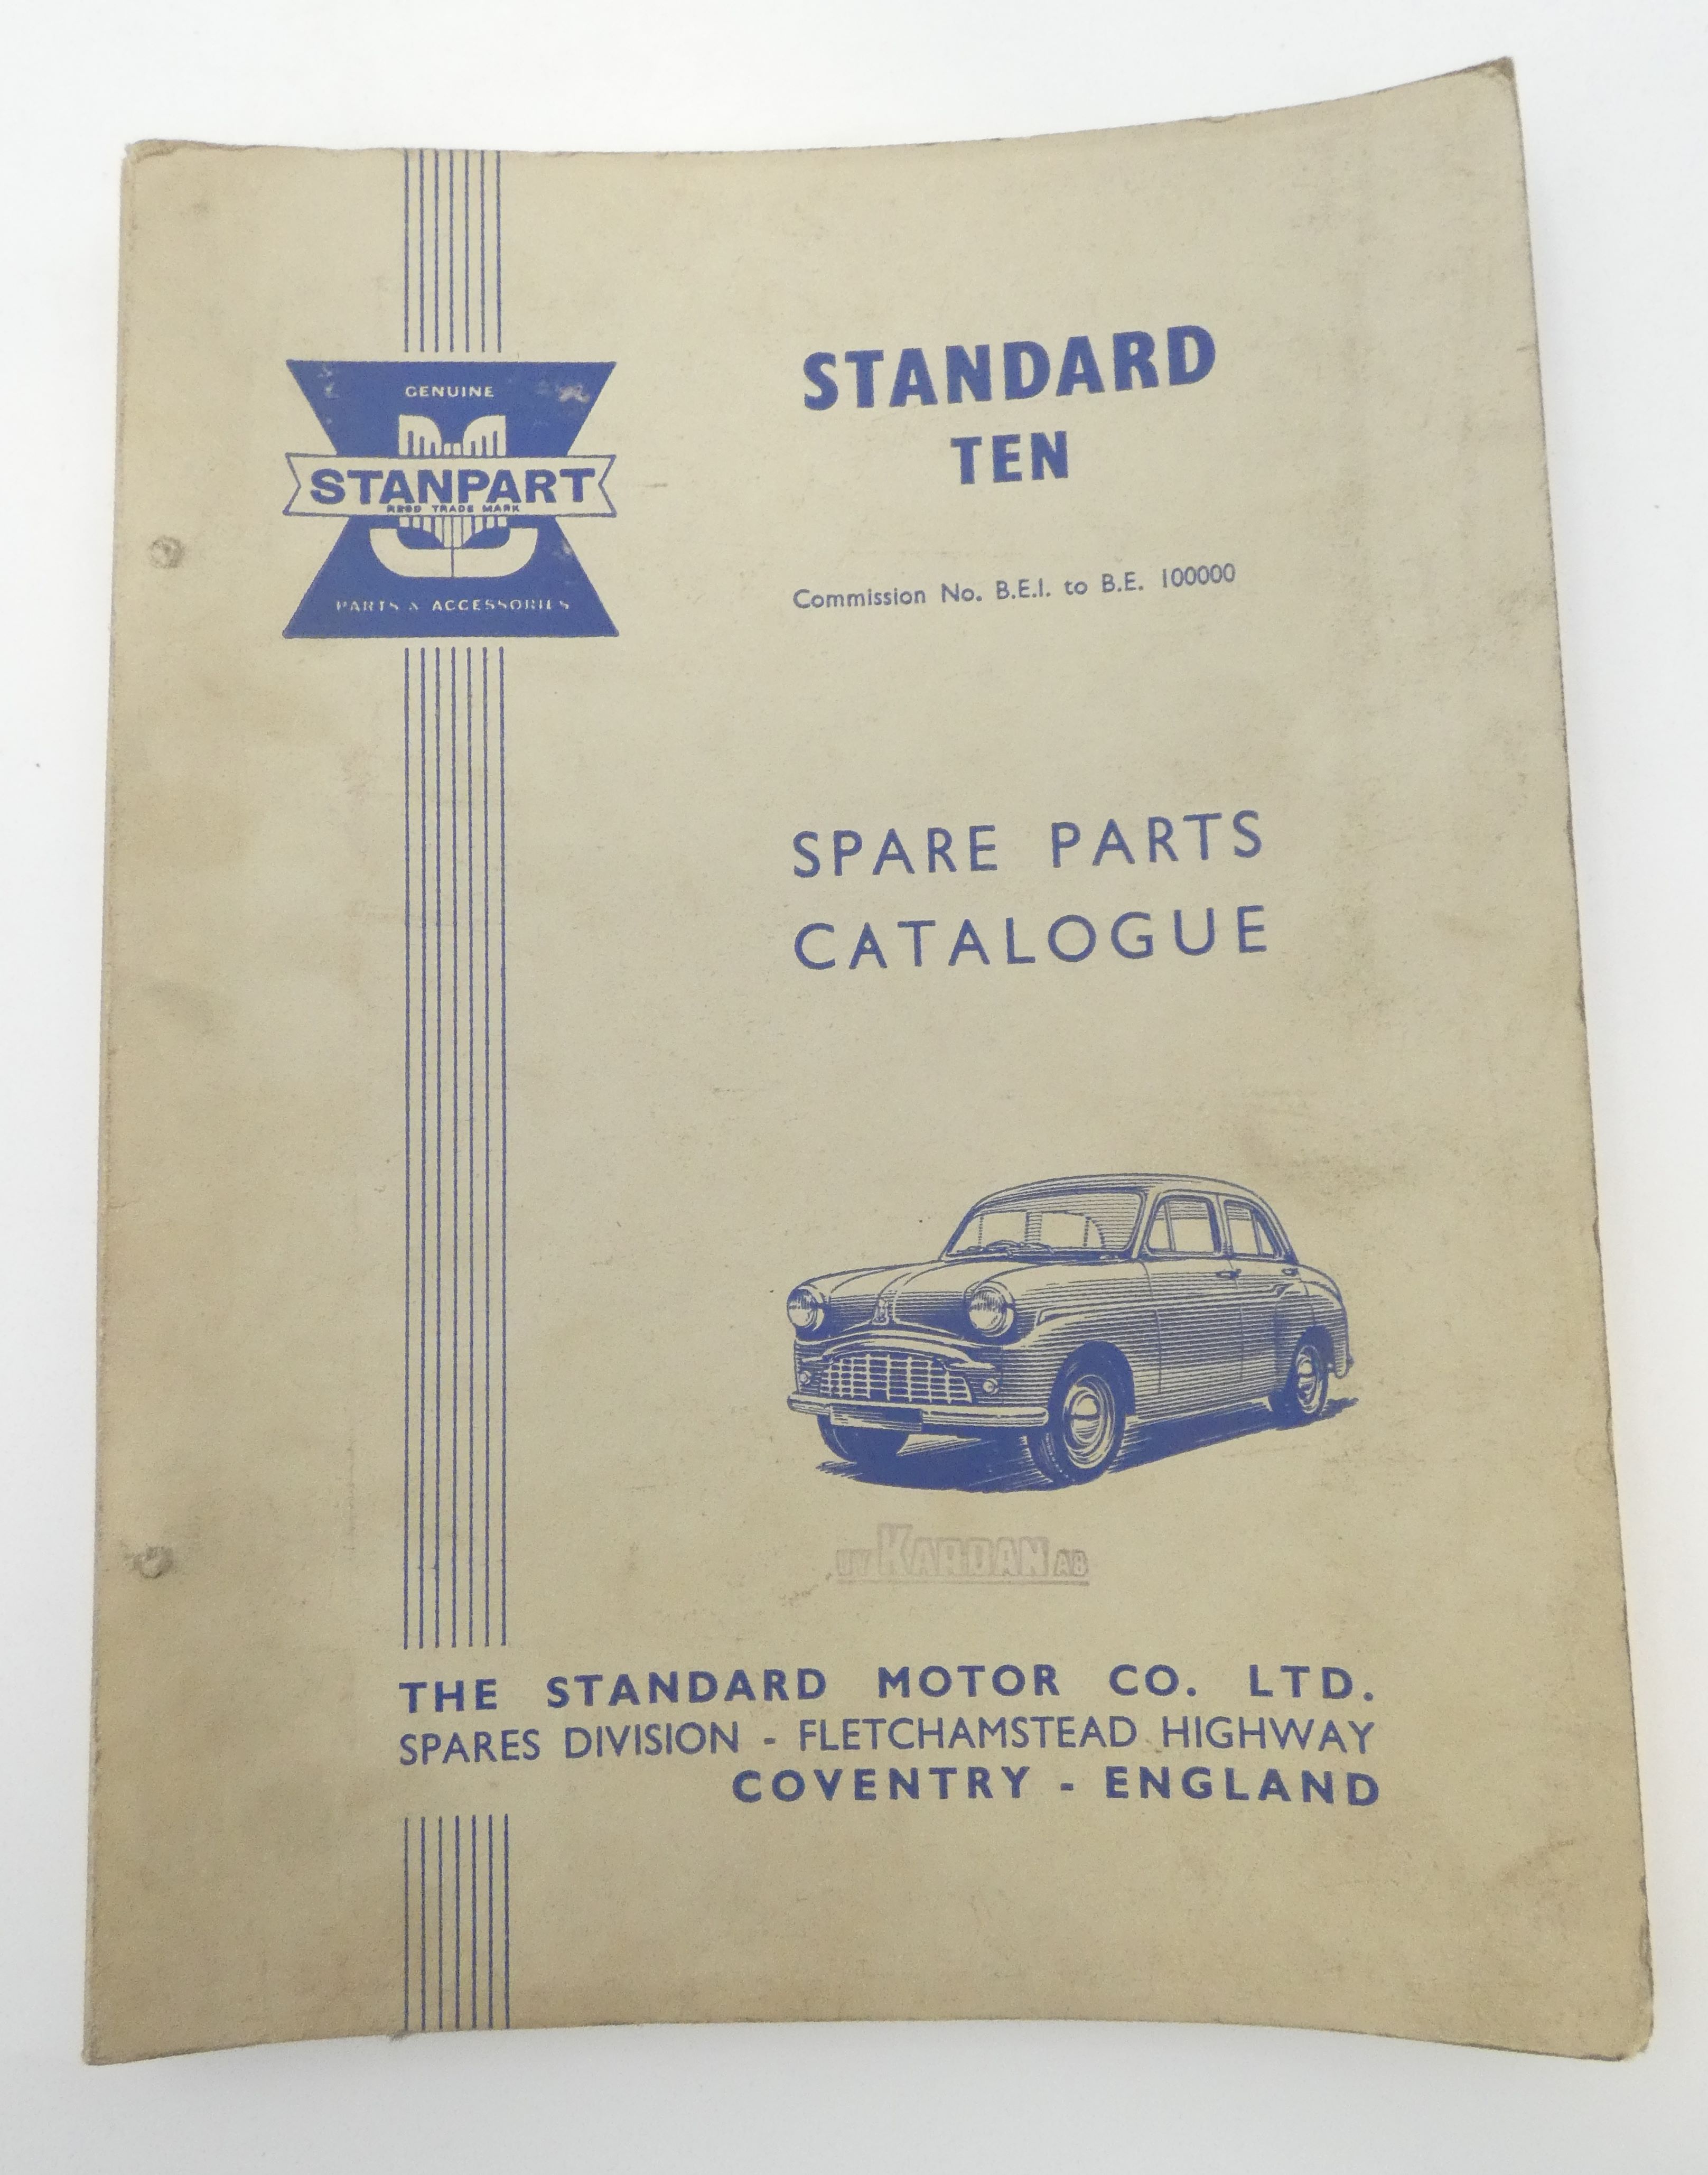 GENUINE
STANPART
REGD TRADE MARK
PARTS & ACCESSORIES
STANDARD
TEN
Commission No. B.E.I. to B.E. 100000
SPARE PARTS
CATALOGUE
KARDAN AB
THE STANDARD MOTOR CO. LTD.
SPARES DIVISION - FLETCHAMSTEAD HIGHWAY
COVENTRY - ENGLAND